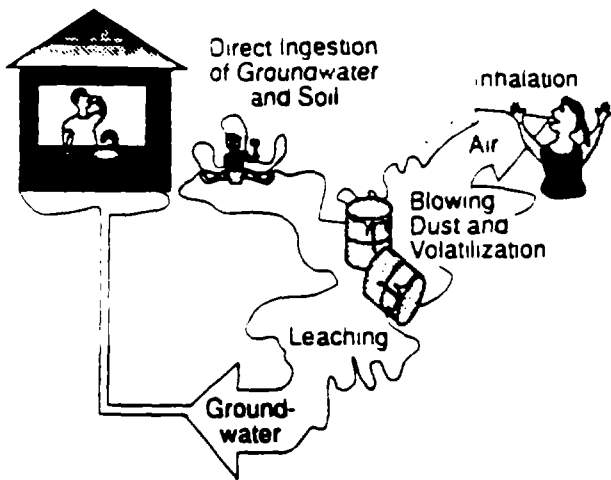 Direct Ingestion
of Groundwater
and Soil
Inhalation
Air
Blowing
Dust and
Volatilization
Leaching
Ground-
water